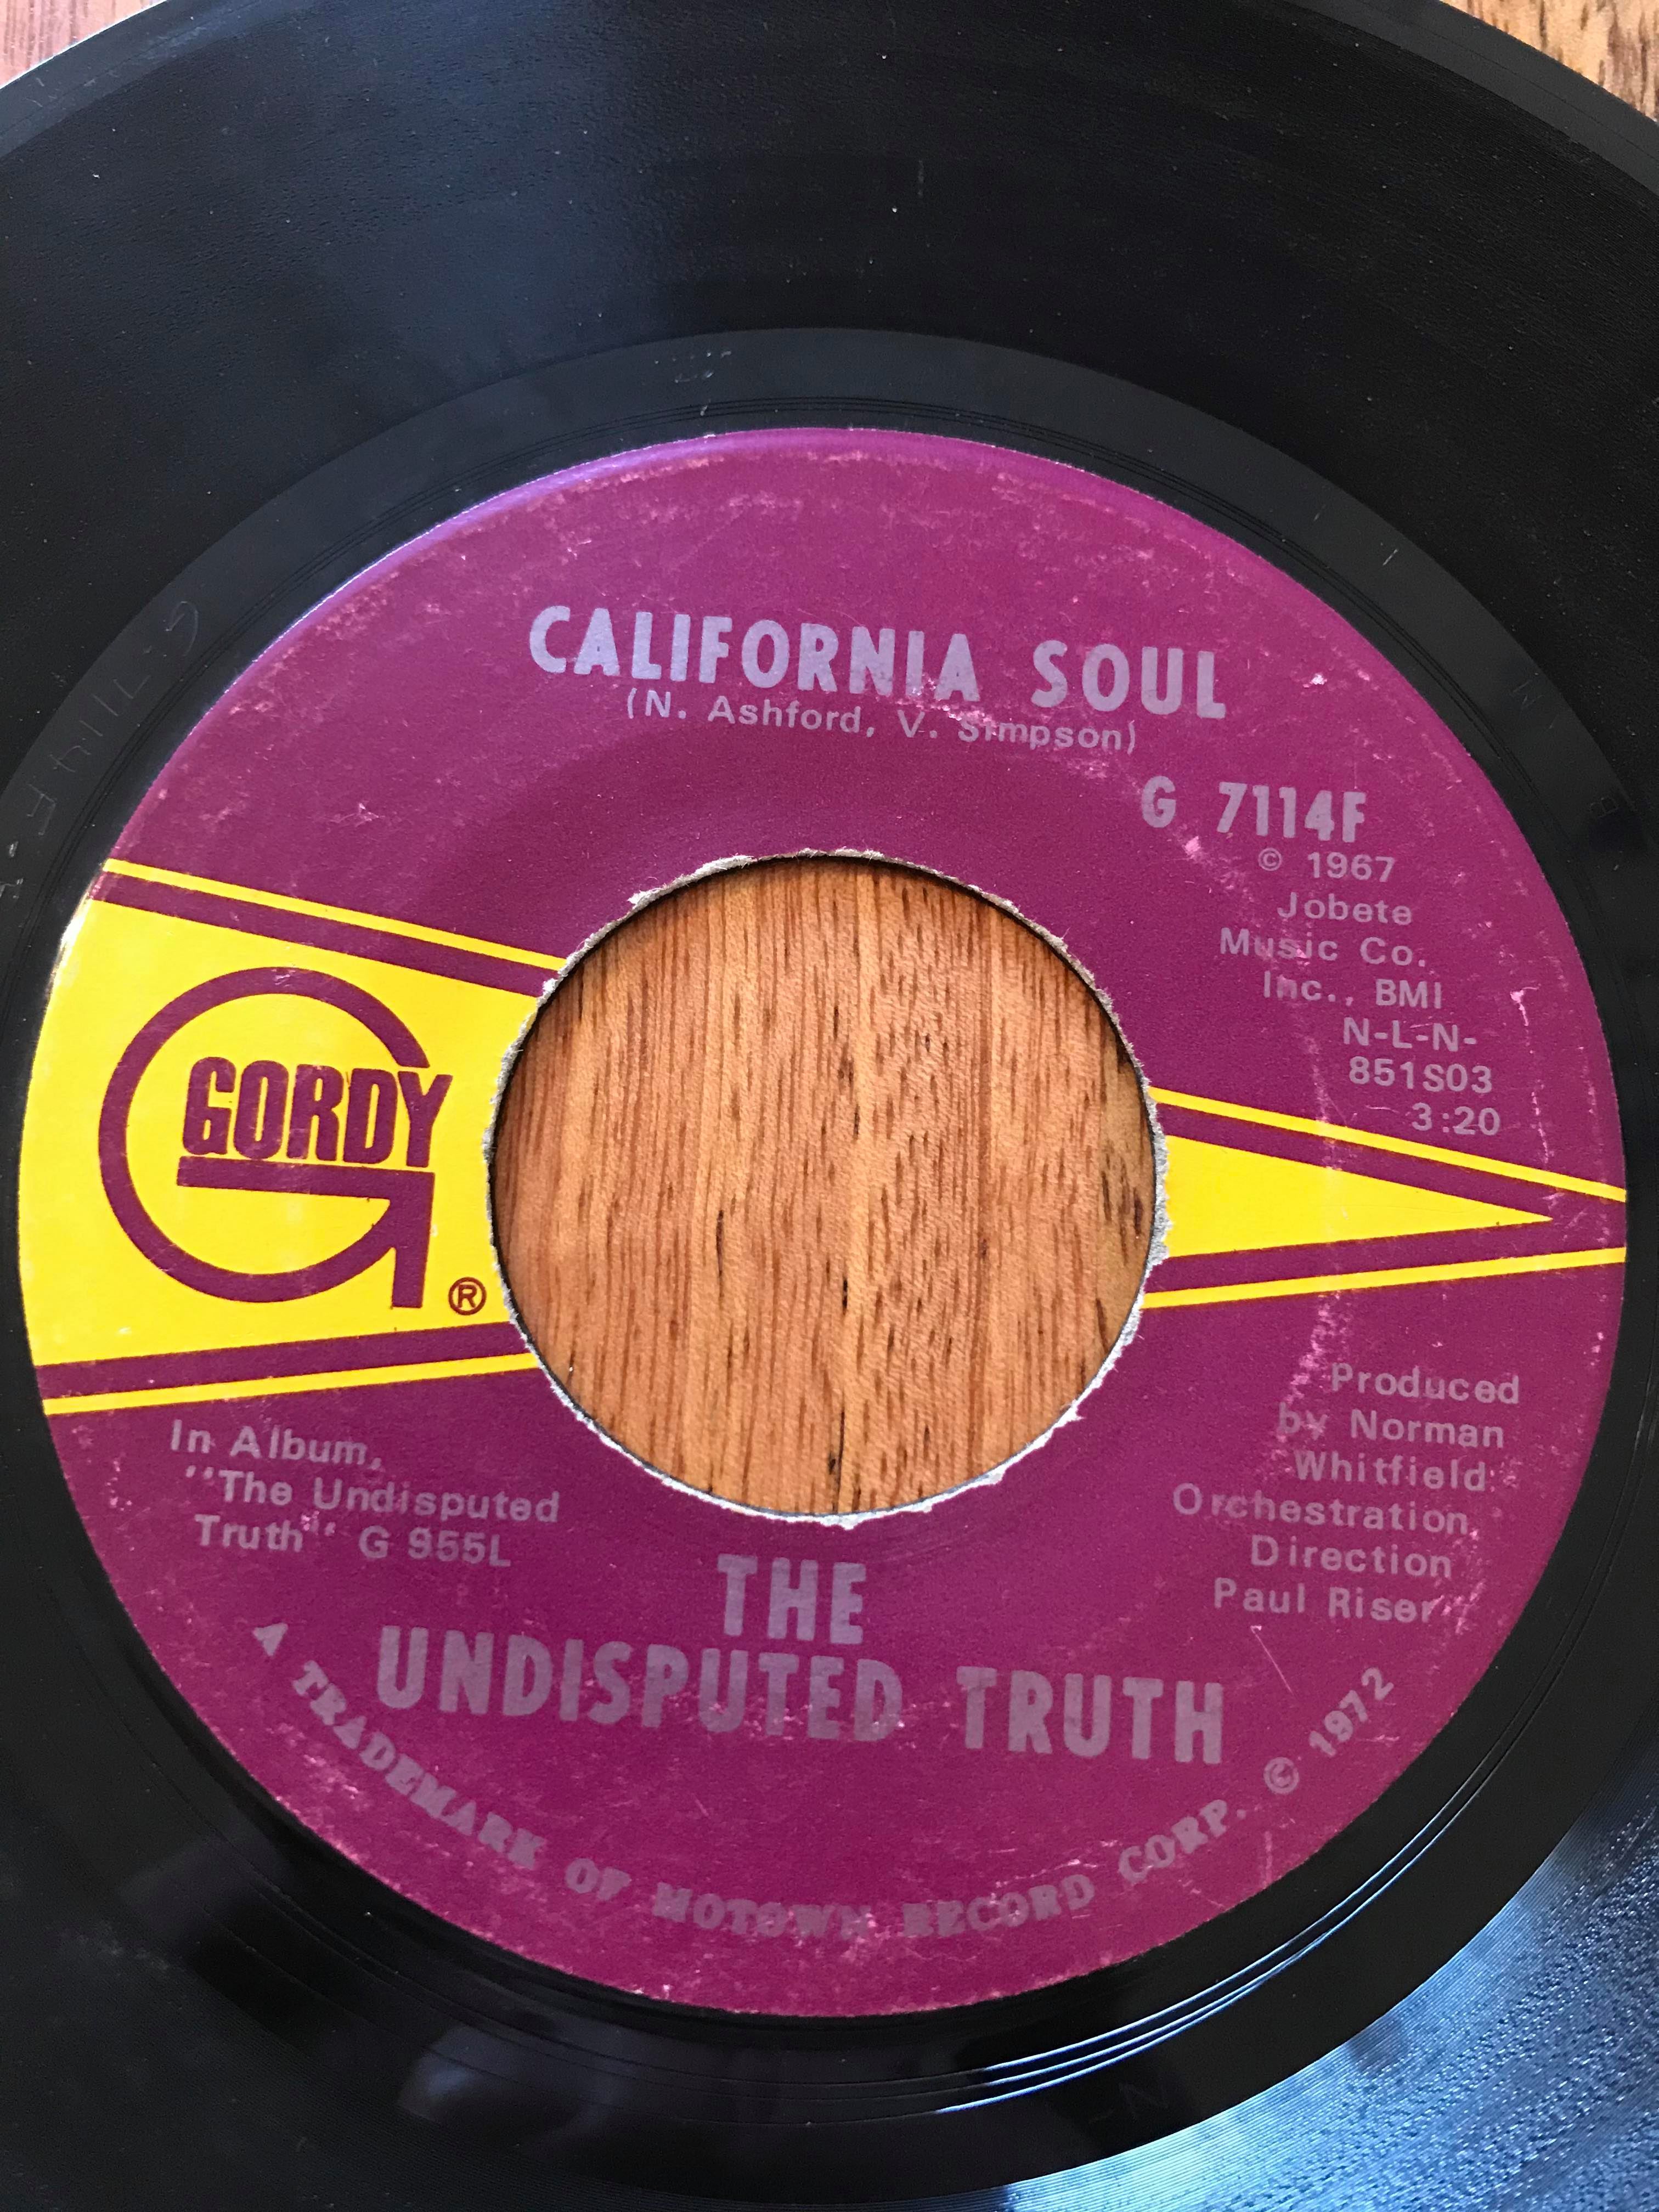 CALIFORNIA SOUL
(N. Ashford, V. Simpson)
G 7114F
© 1967
Jobete
Music Co.
Inc., BMI
N-L-N-
851S03
3:20
GORDY
®
Produced
by Norman
Whitfield
Orchestration,
Direction
Paul Riser
In Album,
"The Undisputed
Truth" G 955L
THE
UNDISPUTED TRUTH
A TRADEMARK OF MOTOWN RECORD CORP. © 1972